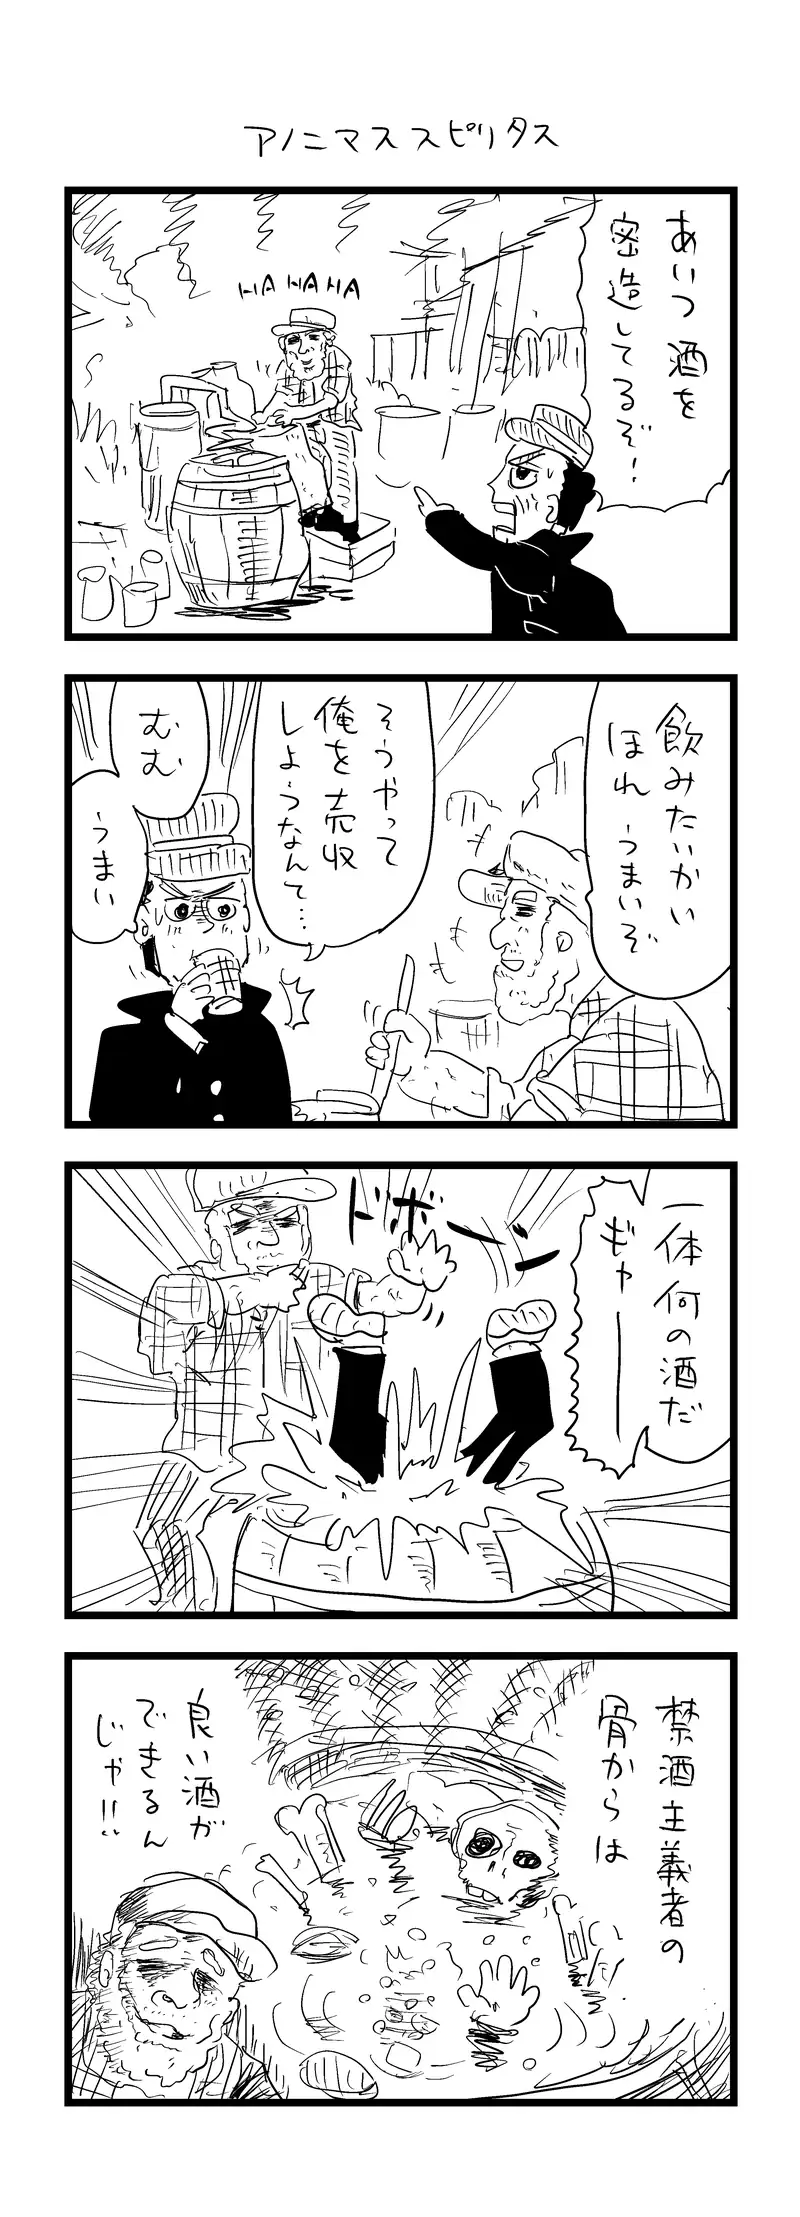 アノニマススピリタス
あいつ酒を
密造してるぞ!
HA HA HA
飲みたいかい
ほれ うまいぞ
そうやって
俺を売収
しようなんて…
むむ
うまい
一体何の酒だ
ギャーー
ドボーン
禁酒主義者の
骨からは
良い酒が
できるん
じゃ!!